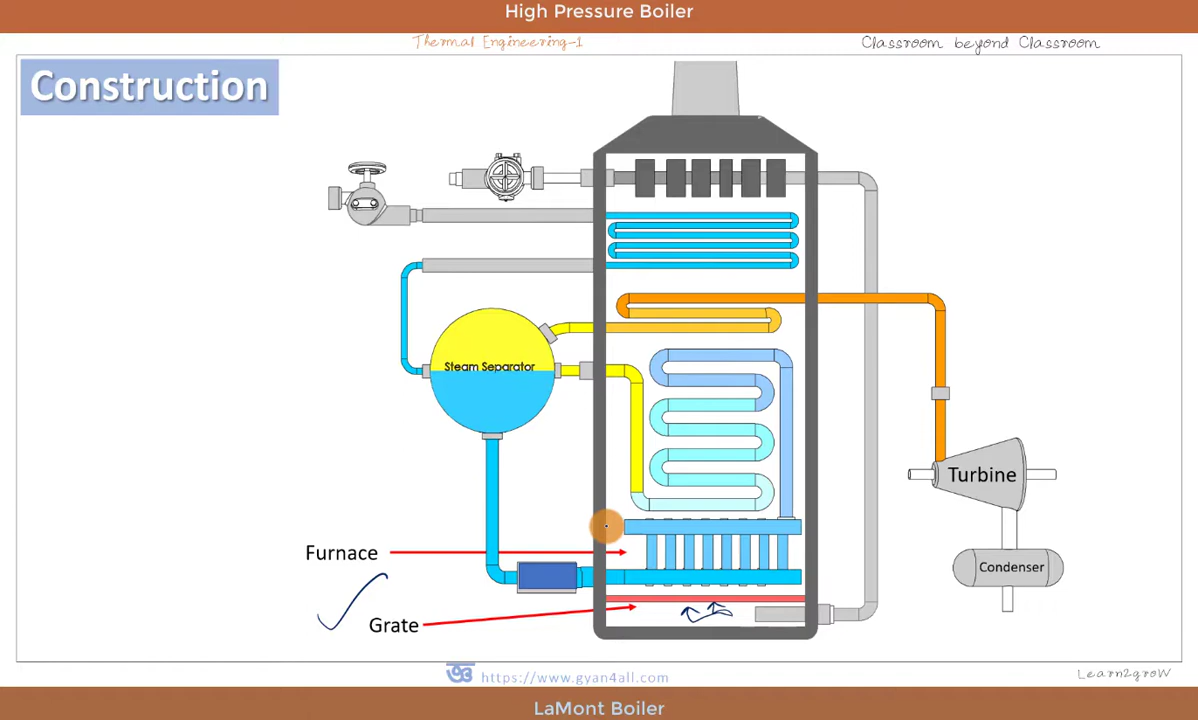 High Pressure Boiler
Thermal Engineering-1
Classroom beyond Classroom
Construction
Steam Separator
Turbine
Furnace
Condenser
Grate
https://www.gyan4all.com
Learn2groW
LaMont Boiler